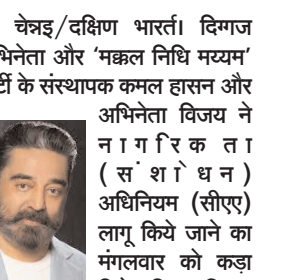 चेन्नइ/दक्षिण भारत। दिग्गज
भिनेता और 'मक्कल निधि मय्यम'
र्टी के संस्थापक कमल हासन और
अभिनेता विजय ने
नागरिकता
(संशोधन)
अधिनियम (सीएए)
लागू किये जाने का
मंगलवार को कड़ा